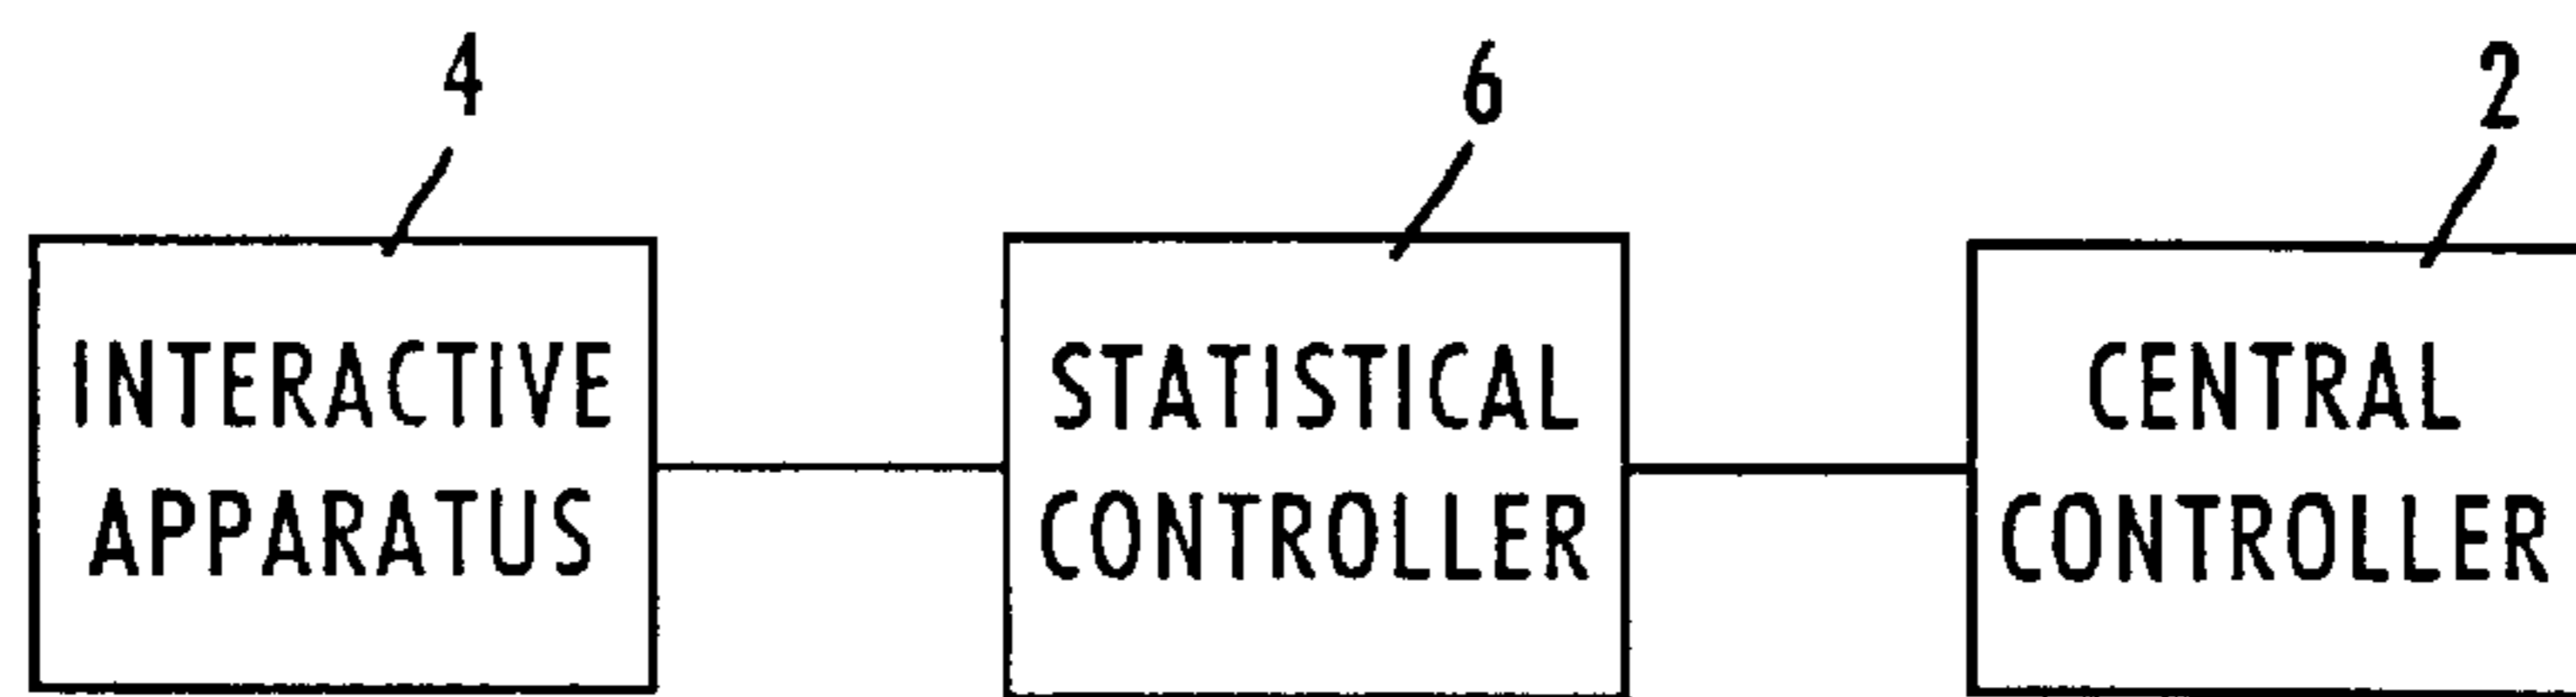 4 6 2
INTERACTIVE APPARATUS
STATISTICAL CONTROLLER
CENTRAL CONTROLLER